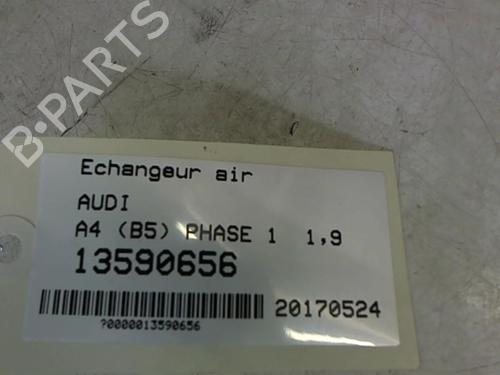 B-PARTS
Echangeur air
AUDI
A4 (B5) PHASE 1 1,9
13590656
20170524
?0000013590656